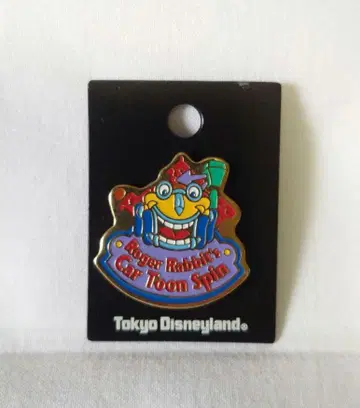 Roger Rabbit's
Car Toon Spin
Tokyo Disneyland®